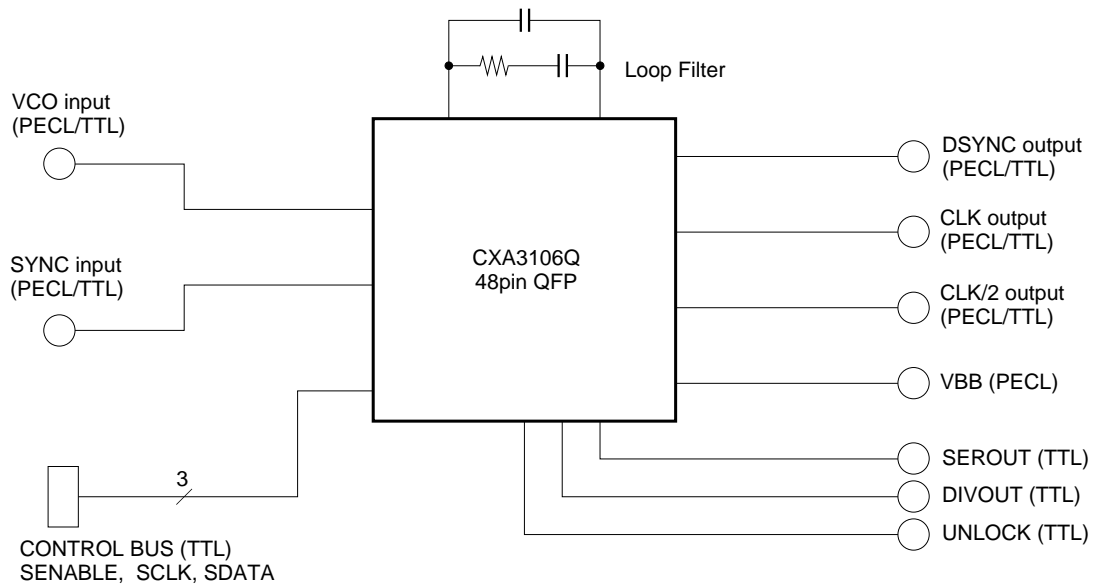 Loop Filter
VCO input
(PECL/TTL)
SYNC input
(PECL/TTL)
3
CONTROL BUS (TTL)
SENABLE, SCLK, SDATA
CXA3106Q
48pin QFP
DSYNC output
(PECL/TTL)
CLK output
(PECL/TTL)
CLK/2 output
(PECL/TTL)
VBB (PECL)
SEROUT (TTL)
DIVOUT (TTL)
UNLOCK (TTL)